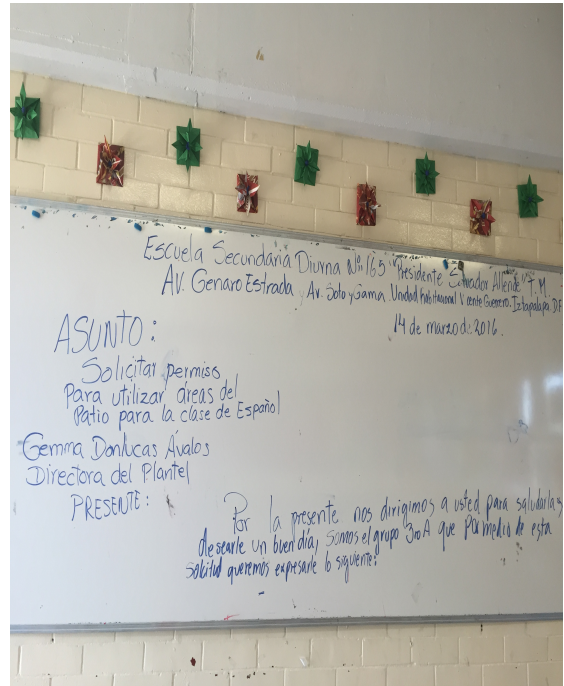 Escuela Secundaria Diurna Nº 165 "Presidente Salvador Allende" T.M.
Av. Genaro Estrada y Av. Soto y Gama. Unidad habitacional Vicente Guerrero. Iztapalapa D.F
14 de marzo de 2016.
ASUNTO:
Solicitar permiso
Para utilizar áreas del
Patio para la clase de Español
Gemma Donlucas Ávalos
Directora del Plantel
PRESENTE:
Por la presente nos dirigimos a usted para saludarla y
desearle un buen día, somos el grupo 3ro A que por medio de esta
solicitud queremos expresarle lo siguiente: